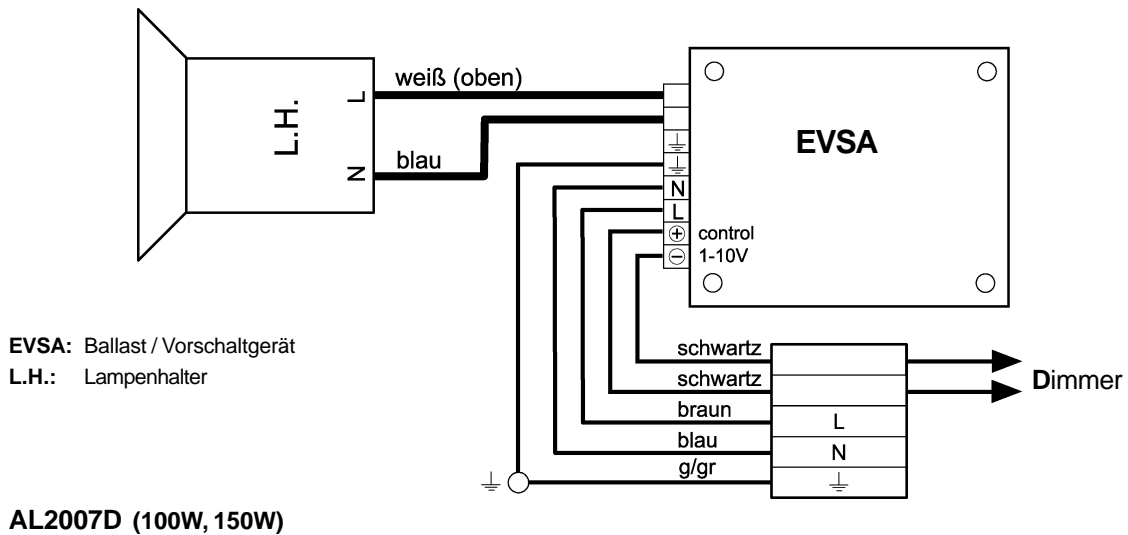 weiß (oben)
L
L.H.
EVSA
blau
N
N
L
control
1-10V
schwartz
EVSA: Ballast / Vorschaltgerät
schwartz
L.H.: Lampenhalter
Dimmer
braun
L
blau
N
g/gr
AL2007D (100W, 150W)